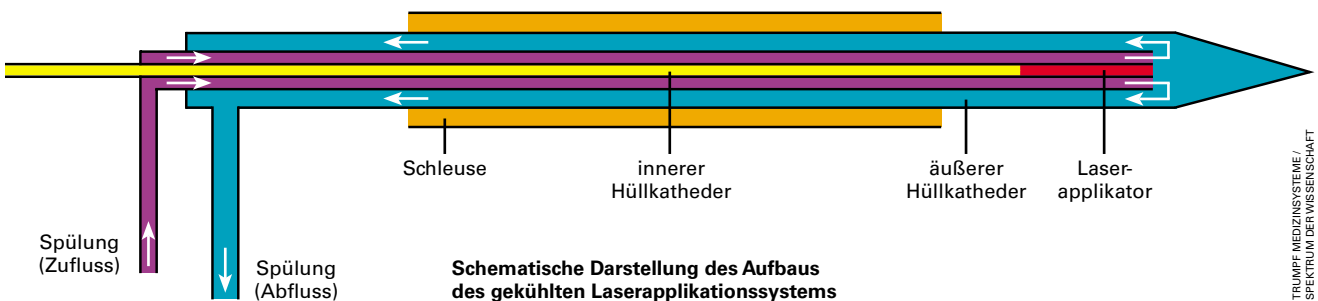 Schleuse
innerer
Hüllkatheder
äußerer
Hüllkatheder
Laser-
applikator
Spülung
(Zufluss)
Spülung
(Abfluss)
Schematische Darstellung des Aufbaus
des gekühlten Laserapplikationssystems
TRUMPF MEDIZINSYSTEME /
SPEKTRUM DER WISSENSCHAFT